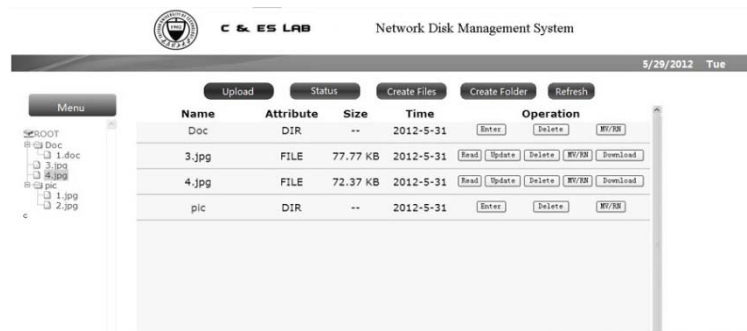 C & ES LAB Network Disk Management System
5/29/2012 Tue
Upload Status Create Files Create Folder Refresh
Menu
ROOT
Doc
1.doc
3.jpg
4.jpg
pic
1.jpg
2.jpg
c
Name Attribute Size Time Operation
Doc DIR -- 2012-5-31 Enter Delete MV/RN
3.jpg FILE 77.77 KB 2012-5-31 Read Update Delete MV/RN Download
4.jpg FILE 72.37 KB 2012-5-31 Read Update Delete MV/RN Download
pic DIR -- 2012-5-31 Enter Delete MV/RN